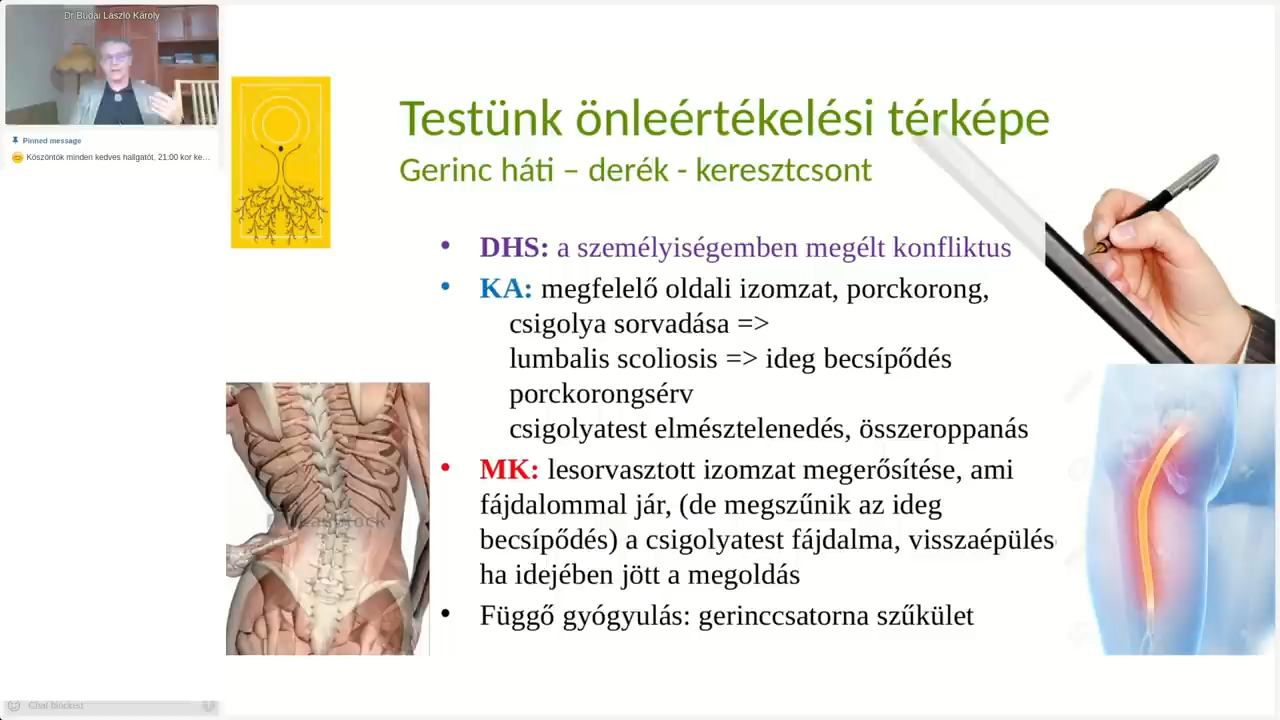 Dr Budai László Károly
Pinned message
Köszöntök minden kedves hallgatót, 21:00 kor ke...
Testünk önleértékelési térképe
Gerinc háti – derék - keresztcsont
• DHS: a személyiségemben megélt konfliktus
• KA: megfelelő oldali izomzat, porckorong,
csigolya sorvadása =>
lumbalis scoliosis => ideg becsípődés
porckorongsérv
csigolyatest elmésztelenedés, összeroppanás
• MK: lesorvasztott izomzat megerősítése, ami
fájdalommal jár, (de megszűnik az ideg
becsípődés) a csigolyatest fájdalma, visszaépülés
ha idejében jött a megoldás
• Függő gyógyulás: gerinccsatorna szűkület
Chat blocked